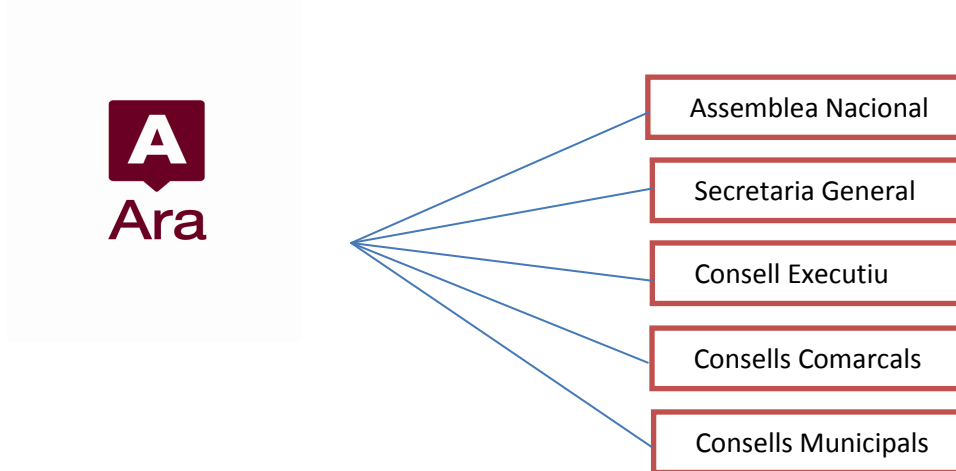 A
Ara
Assemblea Nacional
Secretaria General
Consell Executiu
Consells Comarcals
Consells Municipals